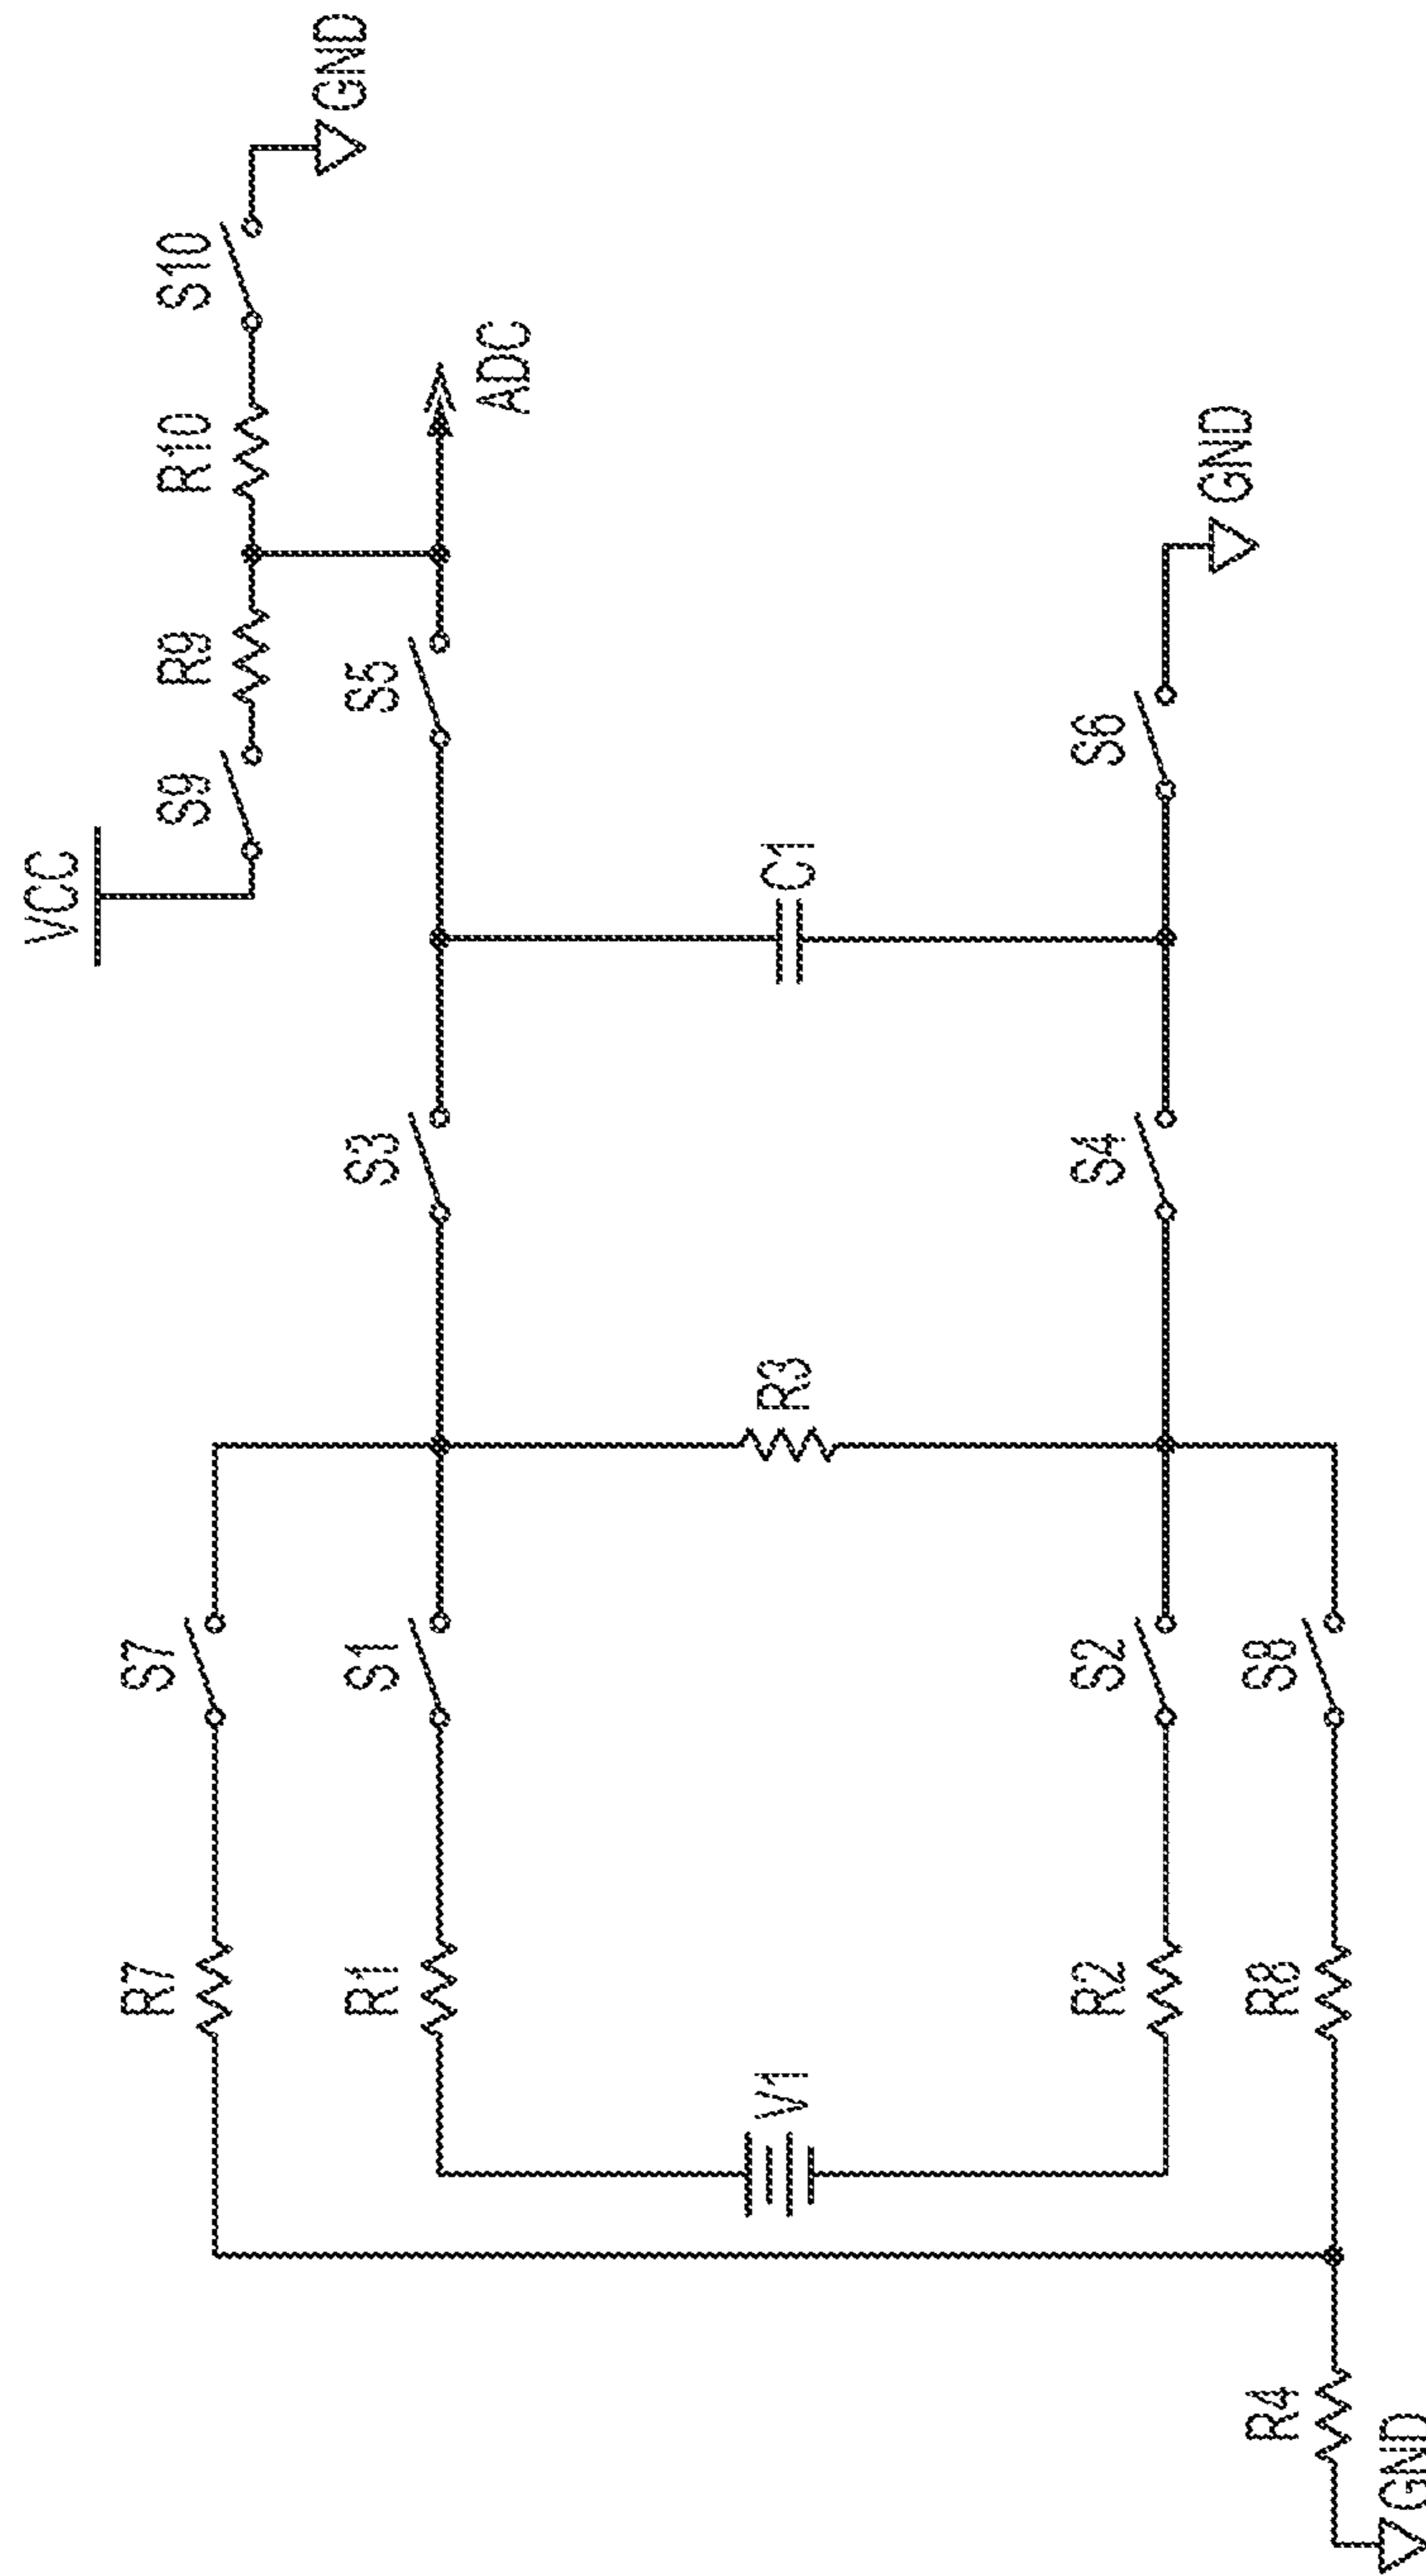 VCC
S9
R9
R10
S10
GND
S5
ADC
S7
S1
S3
C1
R7
R1
V1
R3
S2
S4
S6
GND
R2
S8
R8
R4
GND